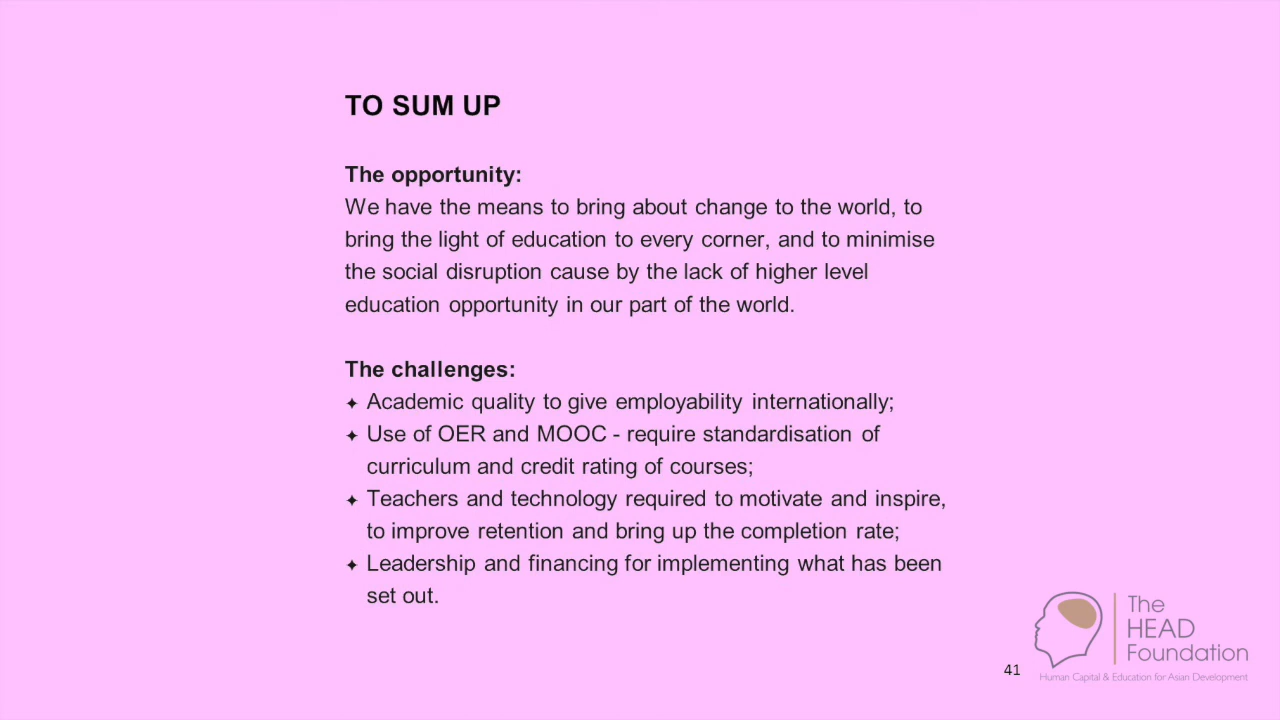 TO SUM UP
The opportunity:
We have the means to bring about change to the world, to
bring the light of education to every corner, and to minimise
the social disruption cause by the lack of higher level
education opportunity in our part of the world.
The challenges:
✦ Academic quality to give employability internationally;
✦ Use of OER and MOOC - require standardisation of
curriculum and credit rating of courses;
✦ Teachers and technology required to motivate and inspire,
to improve retention and bring up the completion rate;
✦ Leadership and financing for implementing what has been
set out.
41
The
HEAD
Foundation
Human Capital & Education for Asian Development